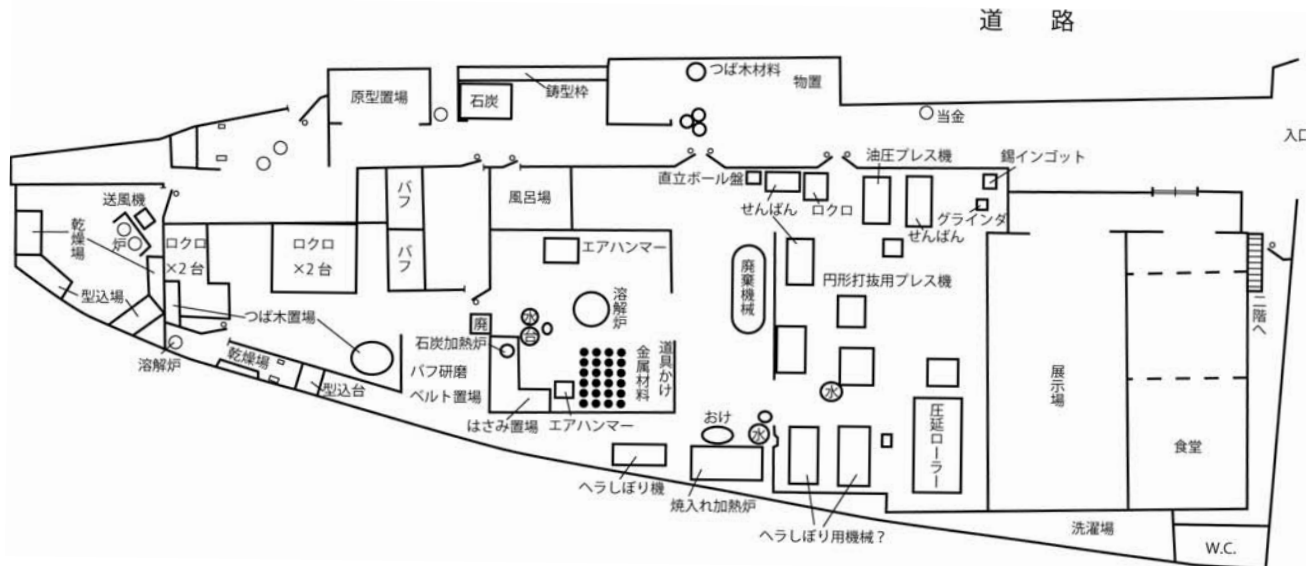 道 路
つば木材料
物置
原型置場
石炭
鋳型枠
当金
入口
油圧プレス機
錫インゴット
直立ボール盤
せんばん
ロクロ
グラインダ
せんばん
送風機
バフ
風呂場
乾燥場
炉
ロクロ
×2台
ロクロ
×2台
バフ
エアハンマー
廃棄機械
円形打抜用プレス機
型込場
つば木置場
溶解炉
二階へ
廃
水
台
石炭加熱炉
金属材料
道具かけ
溶解炉
乾燥場
型込台
バフ研磨
ベルト置場
はさみ置場
エアハンマー
水
展示場
おけ
水
圧延ローラー
食堂
ヘラしぼり機
焼入れ加熱炉
ヘラしぼり用機械？
洗濯場
W.C.